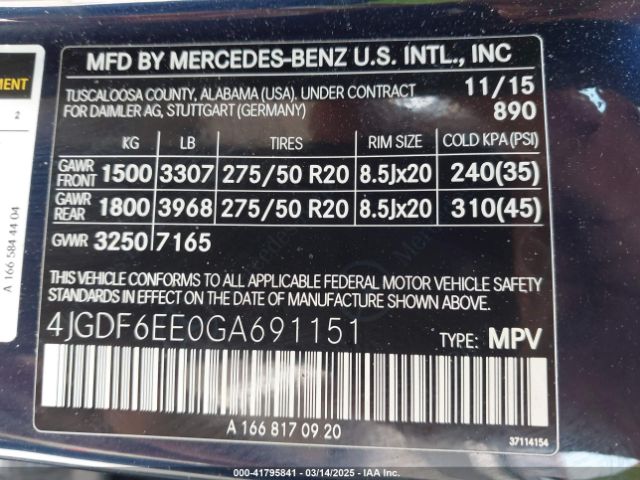 MFD BY MERCEDES-BENZ U.S. INTL., INC
TUSCALOOSA COUNTY, ALABAMA (USA). UNDER CONTRACT 11/15
FOR DAIMLER AG, STUTTGART (GERMANY) 890
KG LB TIRES RIM SIZE COLD KPA (PSI)
GAWR FRONT 1500 3307 275/50 R20 8.5Jx20 240(35)
GAWR REAR 1800 3968 275/50 R20 8.5Jx20 310(45)
GVWR 3250 7165
THIS VEHICLE CONFORMS TO ALL APPLICABLE FEDERAL MOTOR VEHICLE SAFETY
STANDARDS IN EFFECT ON THE DATE OF MANUFACTURE SHOWN ABOVE.
4JGDF6EE0GA691151 TYPE: MPV
A 166 817 09 20
37114154
2
A 166 584 44 04
000-41795841 | 03/14/2025 | IAA, Inc.